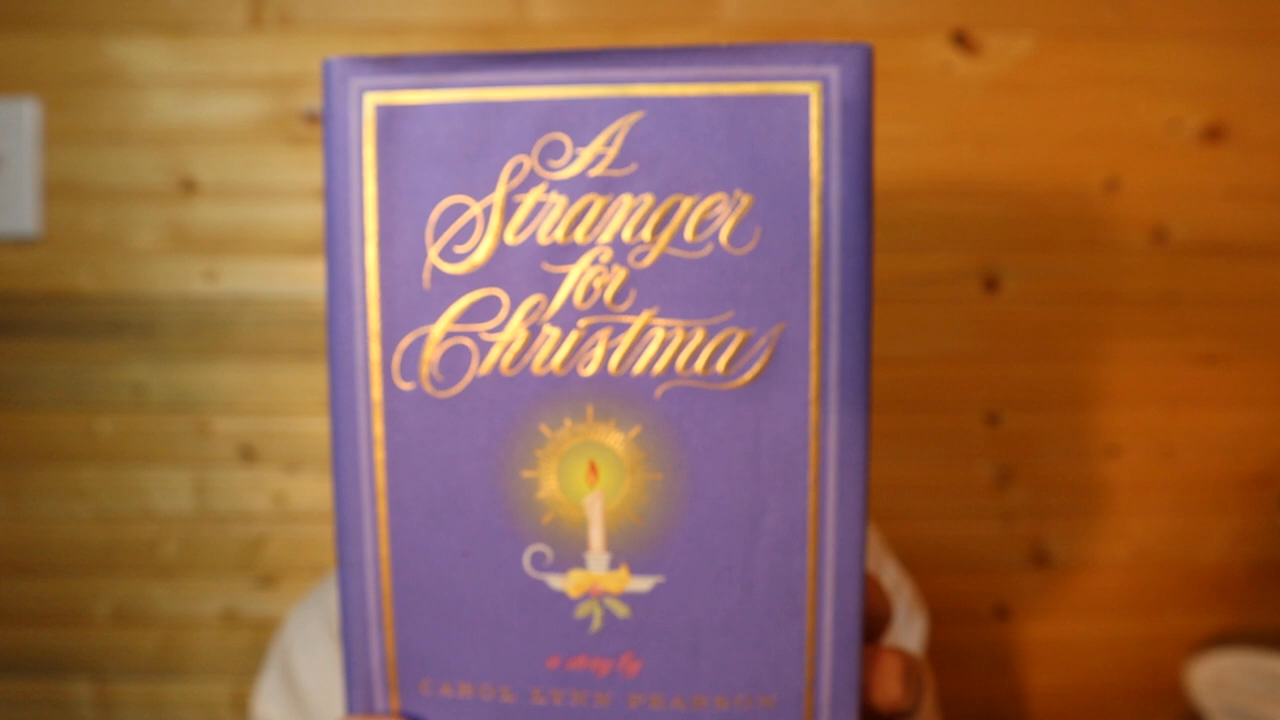 A
Stranger
for
Christmas
a story by
CAROL LYNN PEARSON